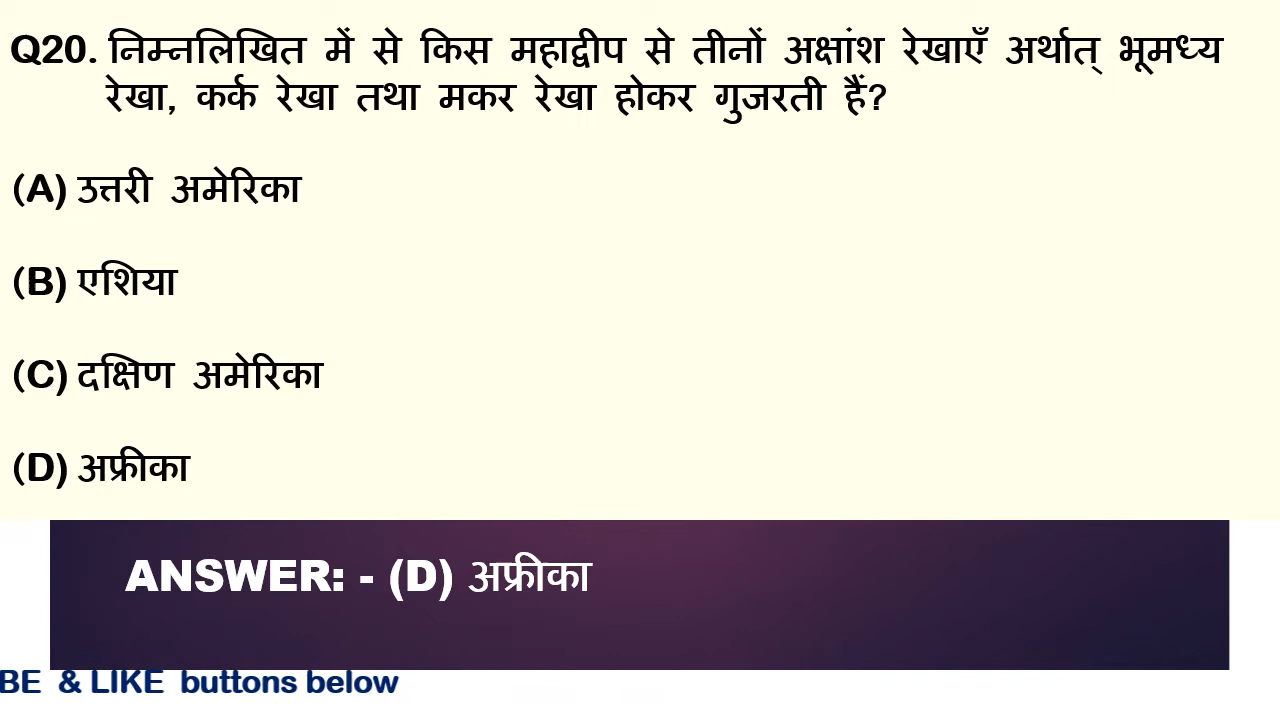 Q20. निम्नलिखित में से किस महाद्वीप से तीनों अक्षांश रेखाएँ अर्थात् भूमध्य
रेखा, कर्क रेखा तथा मकर रेखा होकर गुजरती हैं?
(A) उत्तरी अमेरिका
(B) एशिया
(C) दक्षिण अमेरिका
(D) अफ्रीका
ANSWER: - (D) अफ्रीका
BE & LIKE buttons below